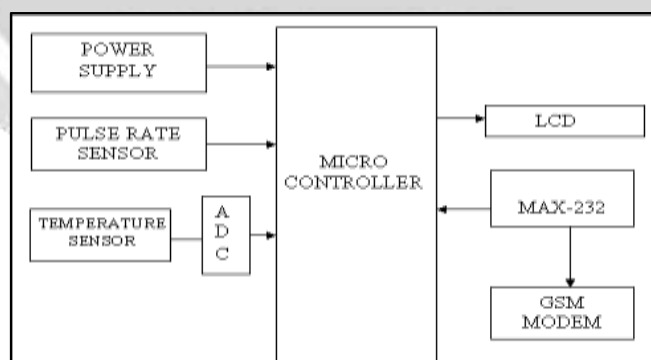 POWER
SUPPLY
PULSE RATE
SENSOR
TEMPERATURE
SENSOR
A
D
C
MICRO
CONTROLLER
LCD
MAX-232
GSM
MODEM